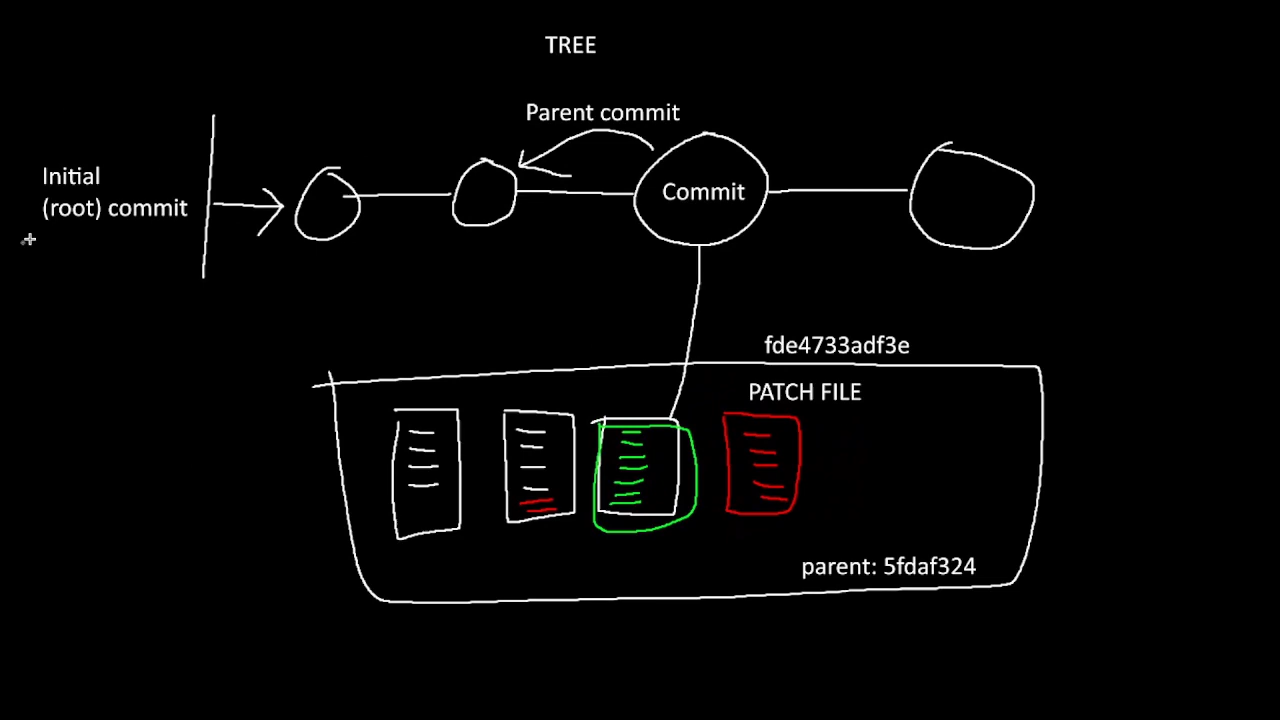 TREE
Parent commit
Initial
(root) commit
Commit
fde4733adf3e
PATCH FILE
parent: 5fdaf324